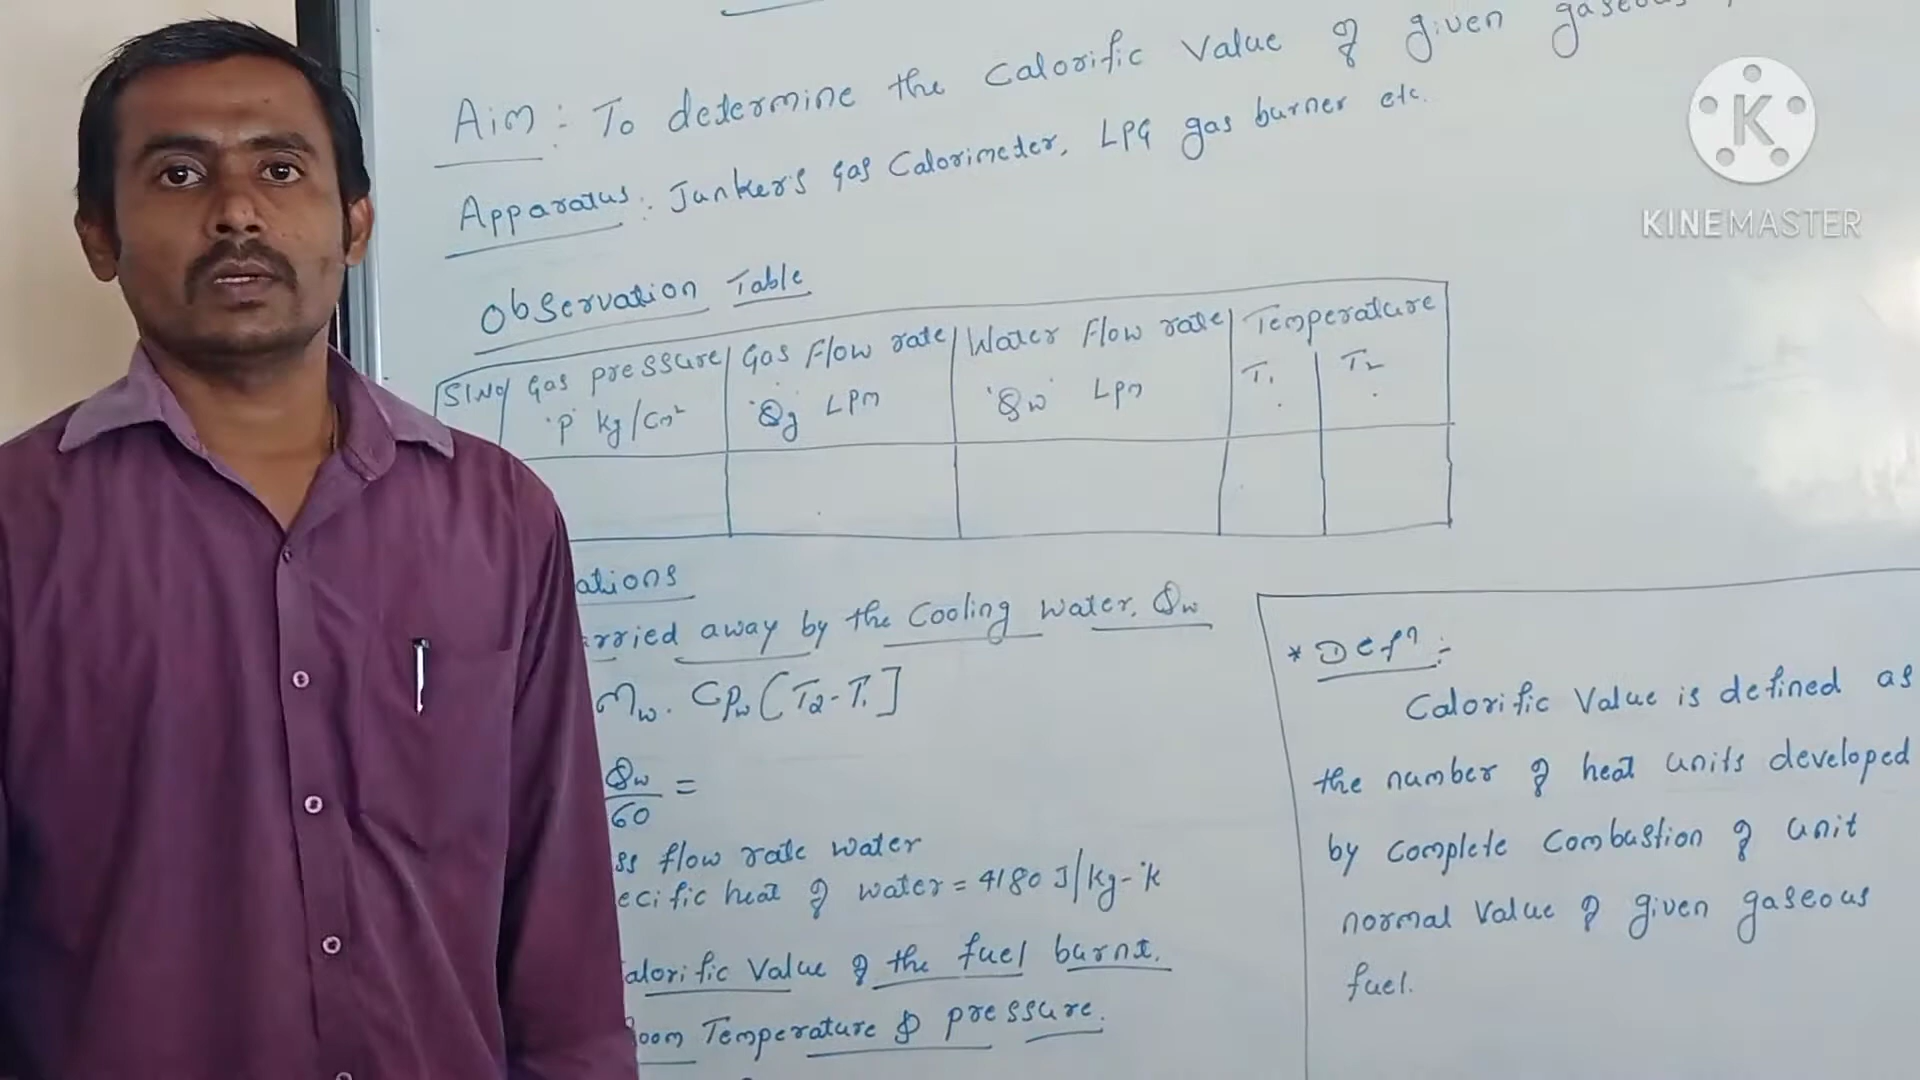 Aim : To determine the Calorific Value of given gaseous
Apparatus : Junkers gas Calorimeter, LPG gas burner etc.
K
KINEMASTER
Observation Table
Sl No Gas pressure 'P' Kg/Cm² Gas Flow rate 'Qg' LPM Water Flow rate 'Qw' LPM Temperature T1 T2
ations
arried away by the Cooling Water, Qw
Mw. CPw [T2-T1]
Qw/60 =
ss flow rate water
ecific heat of water = 4180 J/kg-°k
alorific Value of the fuel burnt.
oom Temperature & pressure.
* Defn :-
Calorific Value is defined as
the number of heat units developed
by complete Combustion of unit
normal Value of given gaseous
fuel.